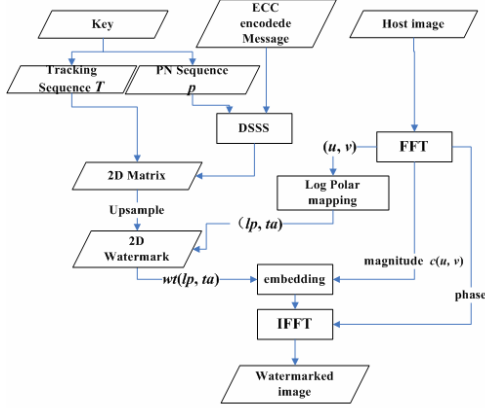 Key
ECC
encodede
Message
Host image
Tracking
Sequence T
PN Sequence
p
DSSS
(u, v)
FFT
2D Matrix
Log Polar
mapping
Upsample
(lp, ta)
2D
Watermark
magnitude c(u, v)
wt(lp, ta)
embedding
phase
IFFT
Watermarked
image